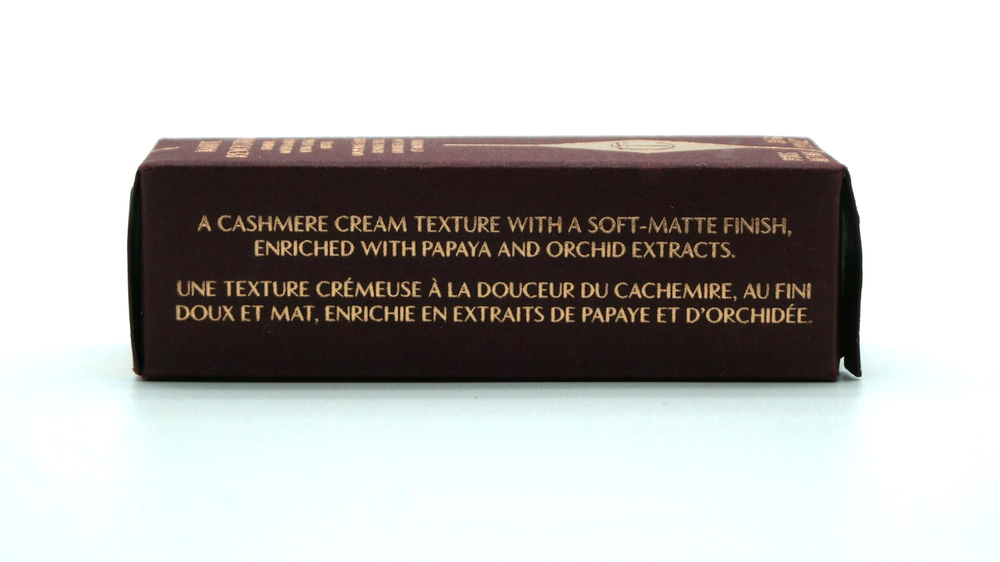 A CASHMERE CREAM TEXTURE WITH A SOFT-MATTE FINISH,
ENRICHED WITH PAPAYA AND ORCHID EXTRACTS.
UNE TEXTURE CRÉMEUSE À LA DOUCEUR DU CACHEMIRE, AU FINI
DOUX ET MAT, ENRICHIE EN EXTRAITS DE PAPAYE ET D'ORCHIDÉE.